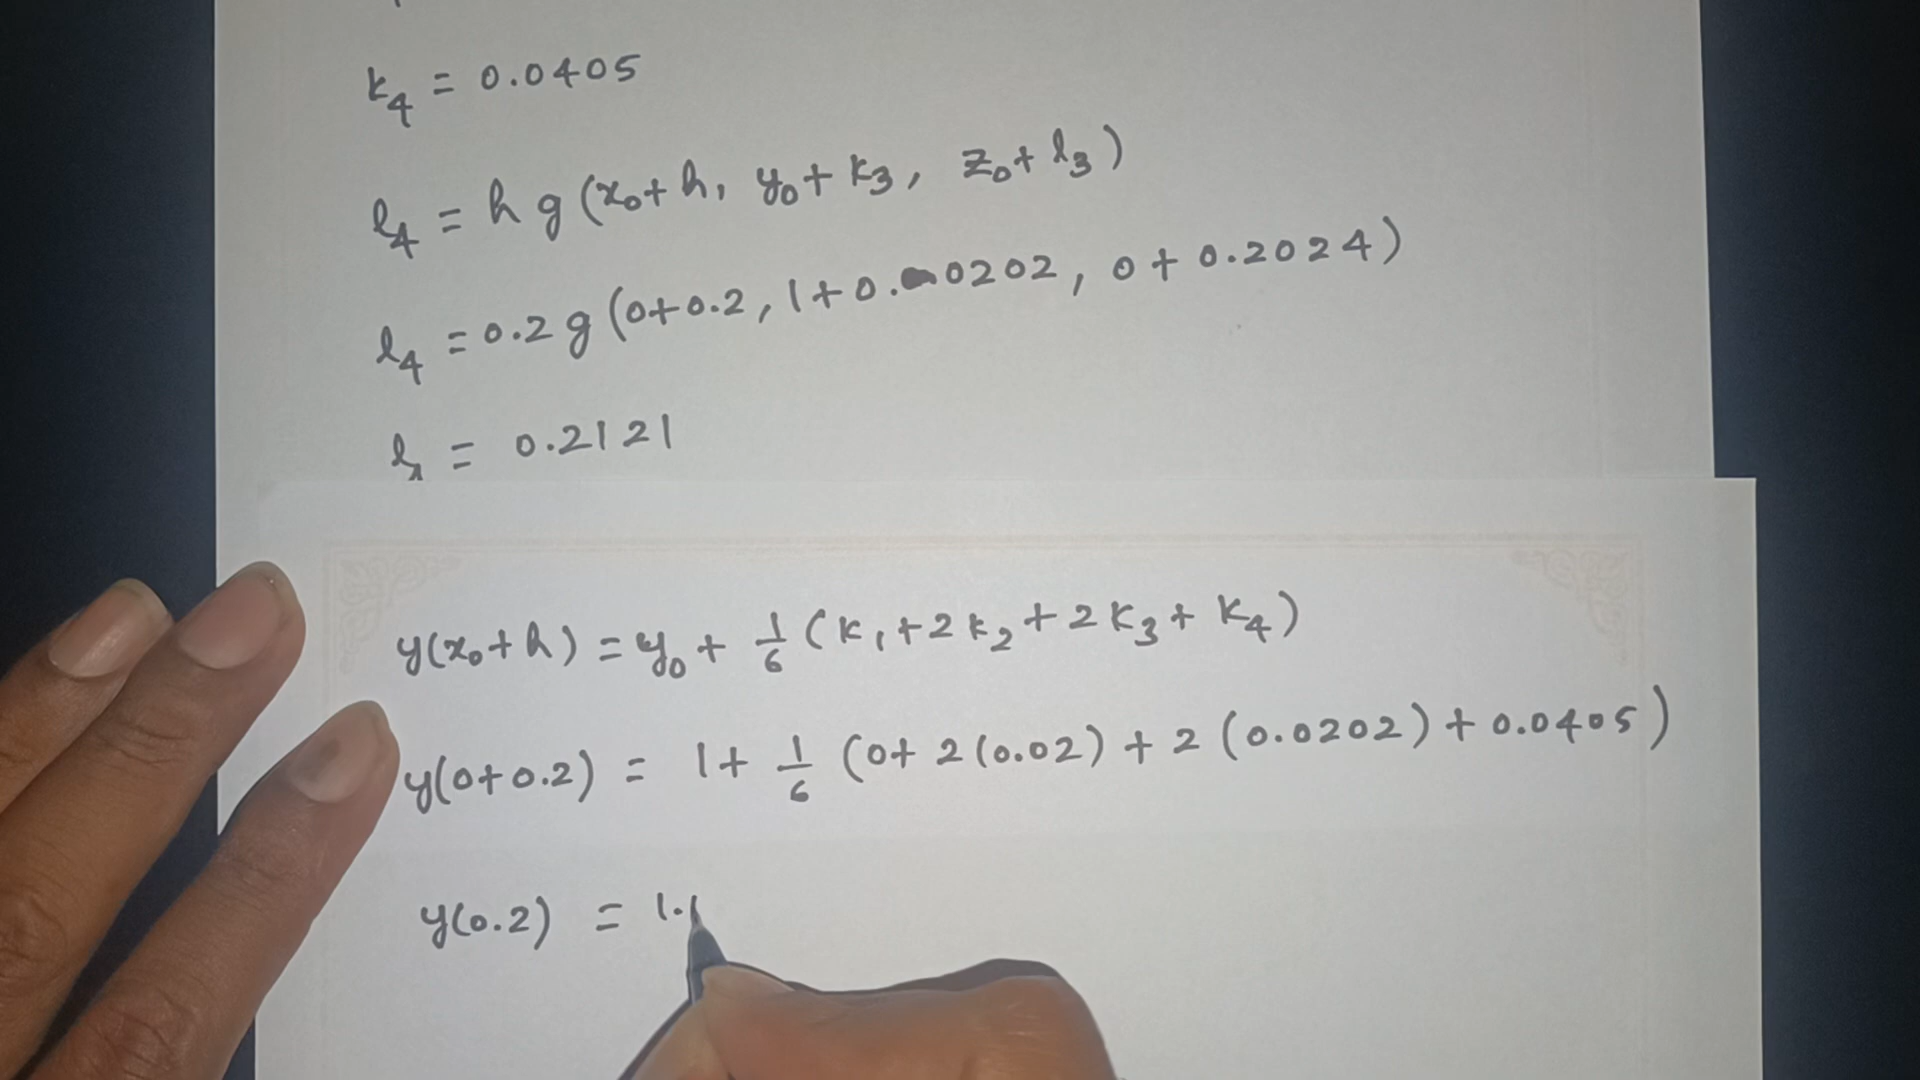 k₄ = 0.0405
l₄ = h g (x₀+h, y₀+k₃, z₀+l₃)
l₄ = 0.2 g (0+0.2, 1+0.0202, 0+0.2024)
l₄ = 0.2121
y(x₀+h) = y₀ + 1/6 (k₁+2k₂+2k₃+k₄)
y(0+0.2) = 1+ 1/6 (0+ 2(0.02) + 2 (0.0202) + 0.0405)
y(0.2) = 1.